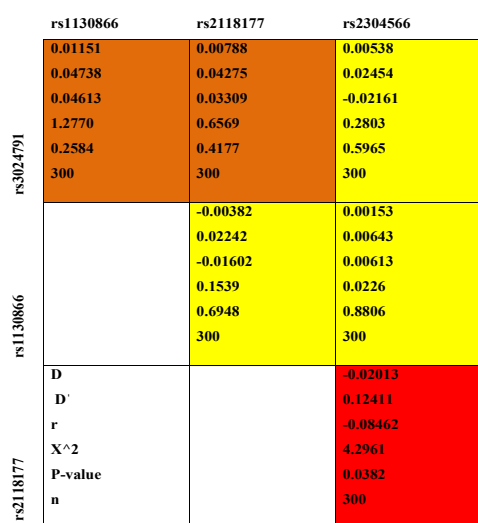 rs1130866 rs2118177 rs2304566
rs3024791
0.01151 0.00788 0.00538
0.04738 0.04275 0.02454
0.04613 0.03309 -0.02161
1.2770 0.6569 0.2803
0.2584 0.4177 0.5965
300 300 300
rs1130866
-0.00382 0.00153
0.02242 0.00643
-0.01602 0.00613
0.1539 0.0226
0.6948 0.8806
300 300
rs2118177
D -0.02013
D' 0.12411
r -0.08462
X^2 4.2961
P-value 0.0382
n 300